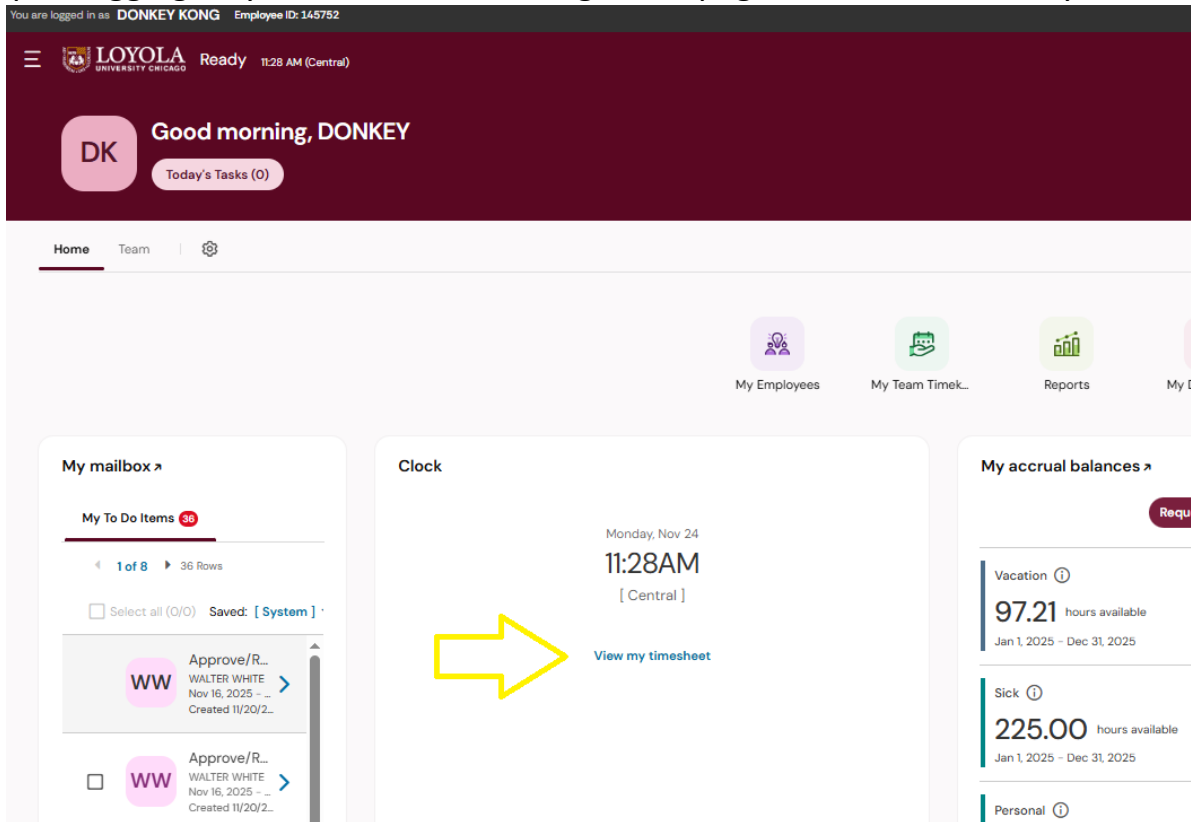 You are logged in as DONKEY KONG Employee ID: 145752
LOYOLA
UNIVERSITY CHICAGO
Ready 11:28 AM (Central)
DK
Good morning, DONKEY
Today's Tasks (0)
Home Team
My Employees
My Team Timek...
Reports
My
My mailbox
My To Do Items 36
1 of 8 36 Rows
Select all (0/0) Saved: [ System ]
WW
Approve/R...
WALTER WHITE
Nov 16, 2025 – ...
Created 11/20/2...
WW
Approve/R...
WALTER WHITE
Nov 16, 2025 – ...
Created 11/20/2...
Clock
Monday, Nov 24
11:28AM
[ Central ]
View my timesheet
My accrual balances
Requ
Vacation
97.21 hours available
Jan 1, 2025 – Dec 31, 2025
Sick
225.00 hours available
Jan 1, 2025 – Dec 31, 2025
Personal